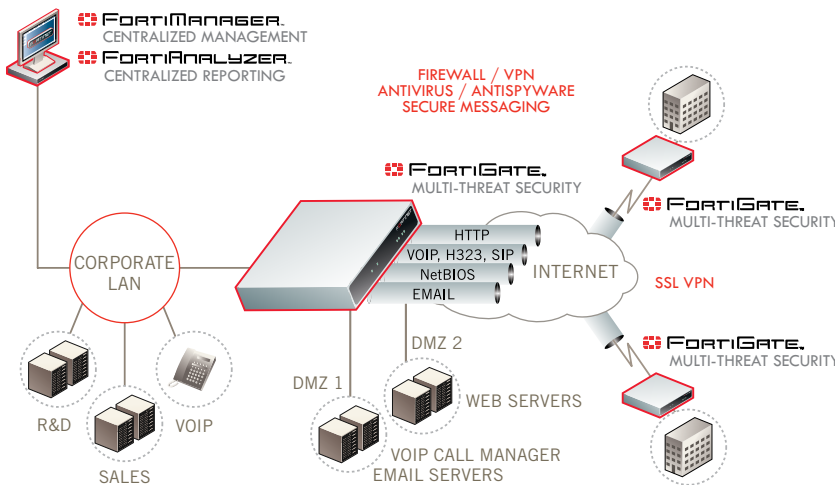 FORTIMANAGER.
CENTRALIZED MANAGEMENT
FORTIANALYZER.
CENTRALIZED REPORTING
FIREWALL / VPN
ANTIVIRUS / ANTISPYWARE
SECURE MESSAGING
FORTIGATE.
MULTI-THREAT SECURITY
FORTIGATE.
MULTI-THREAT SECURITY
HTTP
VOIP, H323, SIP
NetBIOS
EMAIL
INTERNET
CORPORATE
LAN
SSL VPN
FORTIGATE.
MULTI-THREAT SECURITY
DMZ 2
DMZ 1
WEB SERVERS
R&D
VOIP
SALES
VOIP CALL MANAGER
EMAIL SERVERS